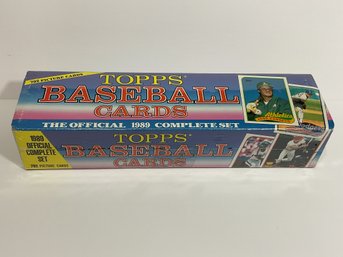 792 PICTURE CARDS
TOPPS
BASEBALL
CARDS
THE OFFICIAL 1989 COMPLETE SET
Athletics
1989
OFFICIAL
COMPLETE
SET
792 PICTURE CARDS
TOPPS
BASEBALL
CARDS